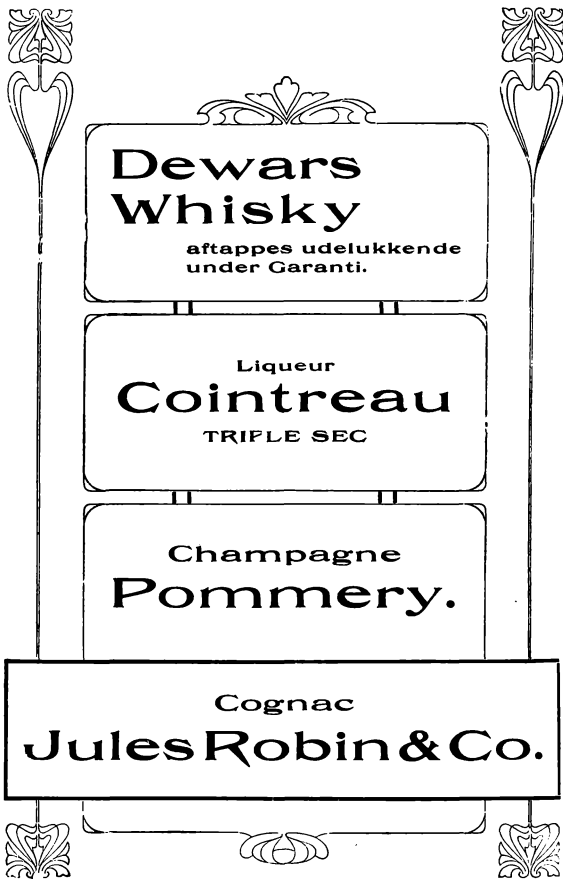 Dewars
Whisky
aftappes udelukkende
under Garanti.
Liqueur
Cointreau
TRIPLE SEC
Champagne
Pommery.
Cognac
Jules Robin & Co.